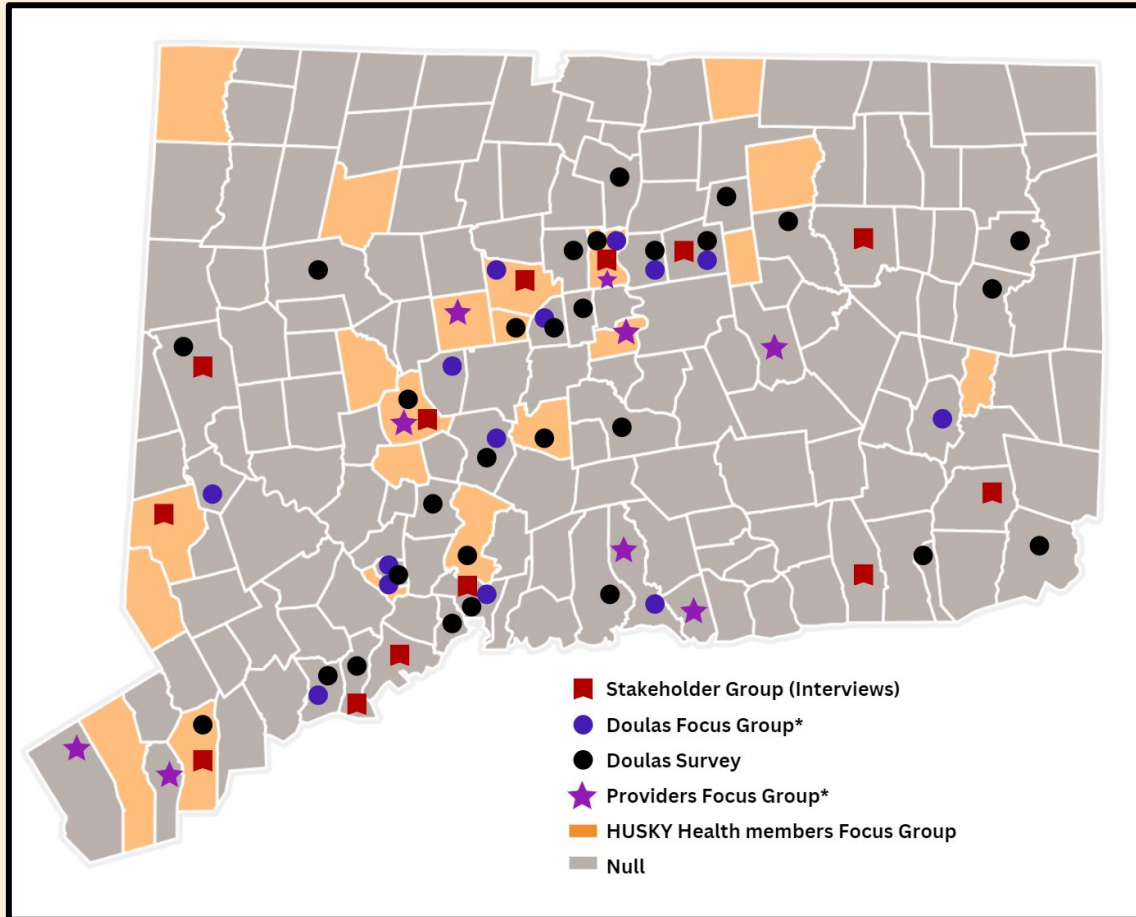 Stakeholder Group (Interviews)
Doulas Focus Group*
Doulas Survey
Providers Focus Group*
HUSKY Health members Focus Group
Null